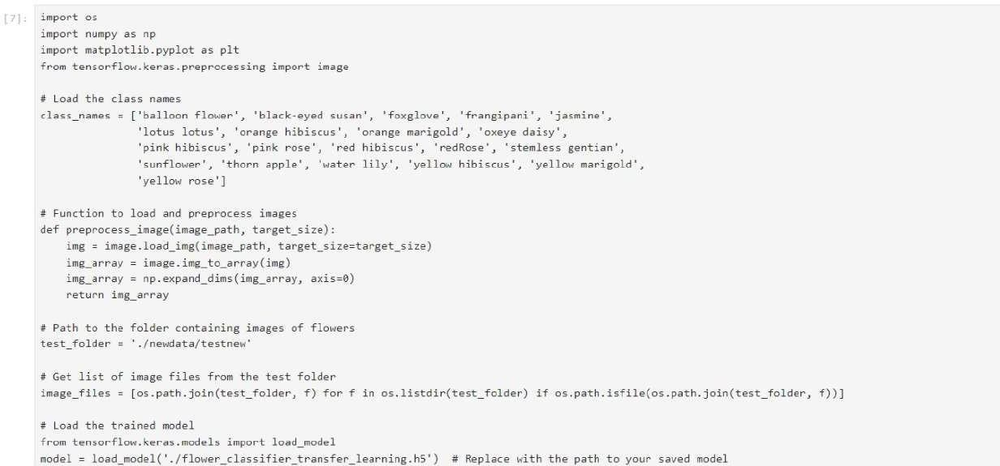 [7]: import os
import numpy as np
import matplotlib.pyplot as plt
from tensorflow.keras.preprocessing import image

# Load the class names
class_names = ['balloon flower', 'black-eyed susan', 'foxglove', 'frangipani', 'jasmine',
               'lotus lotus', 'orange hibiscus', 'orange marigold', 'oxeye daisy',
               'pink hibiscus', 'pink rose', 'red hibiscus', 'redRose', 'stemless gentian',
               'sunflower', 'thorn apple', 'water lily', 'yellow hibiscus', 'yellow marigold',
               'yellow rose']

# Function to load and preprocess images
def preprocess_image(image_path, target_size):
    img = image.load_img(image_path, target_size=target_size)
    img_array = image.img_to_array(img)
    img_array = np.expand_dims(img_array, axis=0)
    return img_array

# Path to the folder containing images of flowers
test_folder = './newdata/testnew'

# Get list of image files from the test folder
image_files = [os.path.join(test_folder, f) for f in os.listdir(test_folder) if os.path.isfile(os.path.join(test_folder, f))]

# Load the trained model
from tensorflow.keras.models import load_model
model = load_model('./flower_classifier_transfer_learning.h5')  # Replace with the path to your saved model